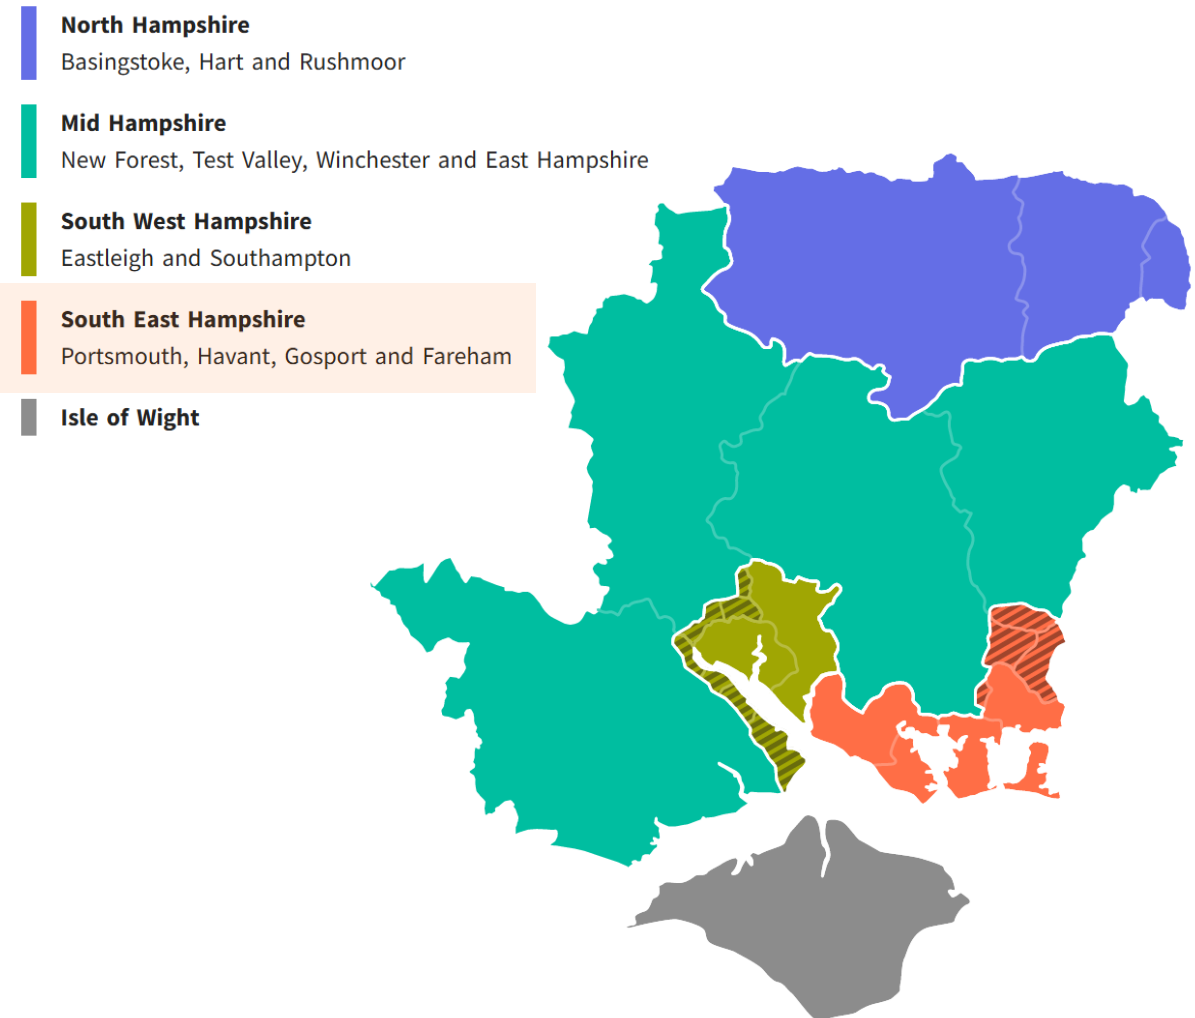 North Hampshire
Basingstoke, Hart and Rushmoor
Mid Hampshire
New Forest, Test Valley, Winchester and East Hampshire
South West Hampshire
Eastleigh and Southampton
South East Hampshire
Portsmouth, Havant, Gosport and Fareham
Isle of Wight